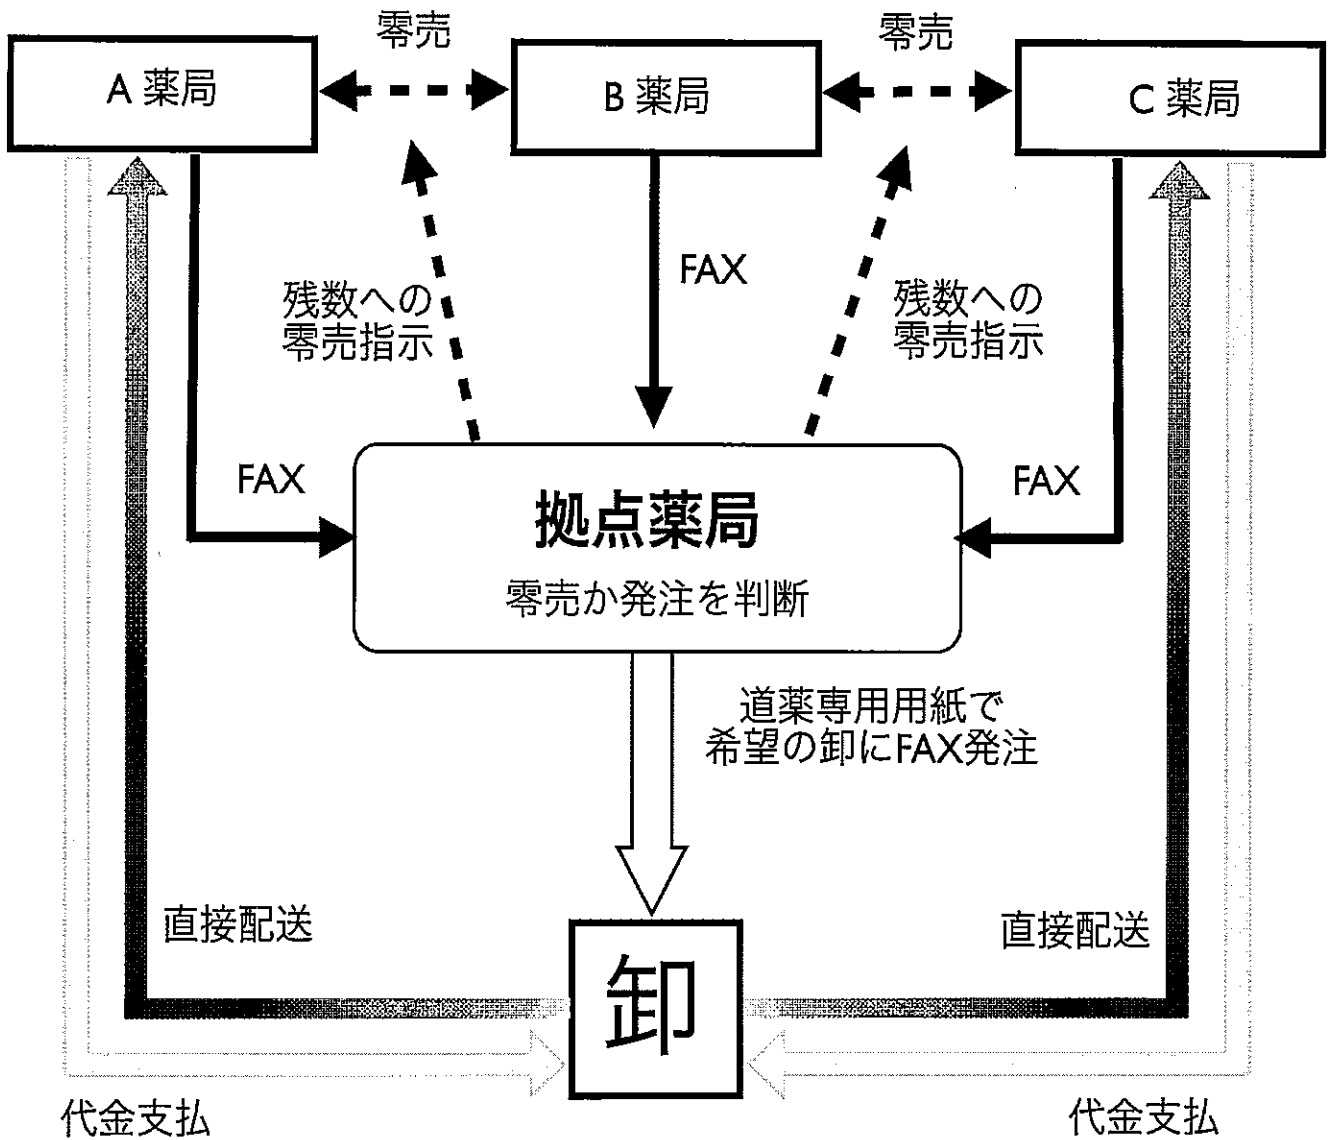 零売
零売
A 薬局
B 薬局
C 薬局
FAX
残数への
零売指示
残数への
零売指示
FAX
FAX
拠点薬局
零売か発注を判断
道薬専用用紙で
希望の卸にFAX発注
直接配送
直接配送
卸
代金支払
代金支払